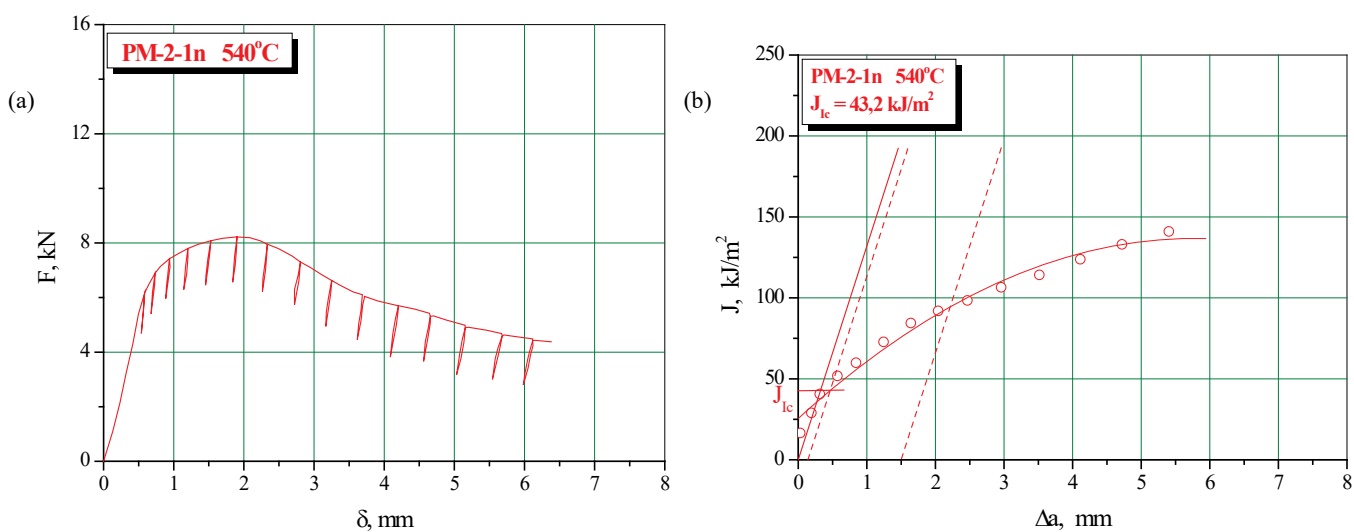 (a)
PM-2-1n 540°C
F, kN
16
12
8
4
0
0 1 2 3 4 5 6 7 8
δ, mm
(b)
PM-2-1n 540°C
J_Ic = 43,2 kJ/m²
J, kJ/m²
250
200
150
100
50
J_Ic
0
0 1 2 3 4 5 6 7 8
Δa, mm